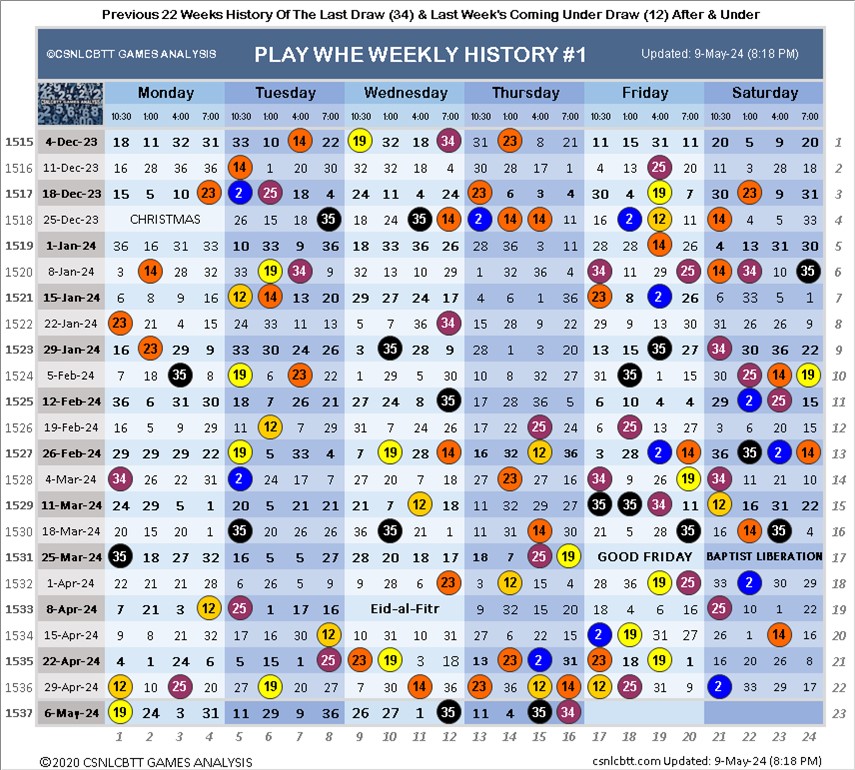 Previous 22 Weeks History Of The Last Draw (34) & Last Week's Coming Under Draw (12) After & Under
©CSNLCBTT GAMES ANALYSIS PLAY WHE WEEKLY HISTORY #1 Updated: 9-May-24 (8:18 PM)
CSNLCBTT GAMES ANALYSIS Monday Tuesday Wednesday Thursday Friday Saturday
10:30 1:00 4:00 7:00 10:30 1:00 4:00 7:00 10:30 1:00 4:00 7:00 10:30 1:00 4:00 7:00 10:30 1:00 4:00 7:00 10:30 1:00 4:00 7:00
1515 4-Dec-23 18 11 32 31 33 10 14 22 19 32 18 34 31 23 8 21 11 15 31 11 20 5 9 20 1
1516 11-Dec-23 16 28 36 36 14 1 20 30 32 32 18 24 30 28 17 1 4 13 25 20 11 3 28 18 2
1517 18-Dec-23 15 5 10 23 2 25 18 4 24 11 4 24 23 6 3 4 30 4 19 7 30 23 9 31 3
1518 25-Dec-23 CHRISTMAS 26 15 18 35 18 24 35 14 2 14 14 11 16 2 12 11 14 4 5 33 4
1519 1-Jan-24 36 16 31 33 10 33 9 36 18 33 36 26 28 36 3 11 28 28 14 26 4 13 31 30 5
1520 8-Jan-24 3 14 28 32 33 19 34 9 32 13 10 29 1 32 36 4 34 11 29 25 14 34 10 35 6
1521 15-Jan-24 6 8 9 16 12 14 13 20 29 27 24 17 4 6 1 36 23 8 2 26 6 33 5 1 7
1522 22-Jan-24 23 21 4 15 24 33 11 13 5 7 36 34 15 28 9 22 29 9 13 30 31 26 26 9 8
1523 29-Jan-24 16 23 29 9 33 30 24 26 3 35 28 9 28 1 3 20 13 15 35 27 34 30 36 22 9
1524 5-Feb-24 7 18 35 8 19 6 23 22 1 29 5 30 10 8 32 27 31 35 1 15 30 25 14 19 10
1525 12-Feb-24 36 6 31 30 18 7 26 21 27 24 8 35 17 28 36 5 6 10 4 4 29 2 25 15 11
1526 19-Feb-24 16 5 9 29 11 12 7 29 9 31 6 26 17 22 25 24 6 25 13 27 3 26 20 15 12
1527 26-Feb-24 29 29 29 22 19 5 33 4 7 19 28 14 16 32 12 36 3 28 2 14 36 35 2 14 13
1528 4-Mar-24 34 26 22 31 2 24 17 7 27 20 7 18 27 14 23 27 34 9 7 19 34 11 21 21 14
1529 11-Mar-24 24 29 5 1 20 5 21 21 21 7 12 18 11 32 29 27 35 35 34 11 12 16 31 22 15
1530 18-Mar-24 20 15 20 1 35 20 26 26 36 35 21 1 4 31 14 30 21 5 28 35 22 14 35 4 16
1531 25-Mar-24 35 18 27 32 16 5 5 27 28 20 18 17 18 7 25 19 GOOD FRIDAY BAPTIST LIBERATION 17
1532 1-Apr-24 22 21 21 28 6 26 5 9 9 28 6 23 3 12 15 4 28 36 19 25 33 2 30 29 18
1533 8-Apr-24 7 21 3 12 25 1 17 16 Eid-al-Fitr 9 32 15 20 18 4 6 16 25 10 1 22 19
1534 15-Apr-24 9 8 21 32 17 16 30 12 10 31 10 31 27 6 22 15 2 19 31 27 26 1 23 16 20
1535 22-Apr-24 4 1 24 6 5 15 1 25 23 19 3 18 13 23 2 31 23 18 19 1 16 20 26 8 21
1536 29-Apr-24 12 10 25 20 27 19 20 27 7 30 14 36 23 36 12 14 12 25 31 9 2 33 29 17 22
1537 6-May-24 19 24 3 31 11 29 9 36 26 27 1 35 11 4 35 34 23
1 2 3 4 5 6 7 8 9 10 11 12 13 14 15 16 17 18 19 20 21 22 23 24
©2020 CSNLCBTT GAMES ANALYSIS csnlcbtt.com Updated: 9-May-24 (8:18 PM)